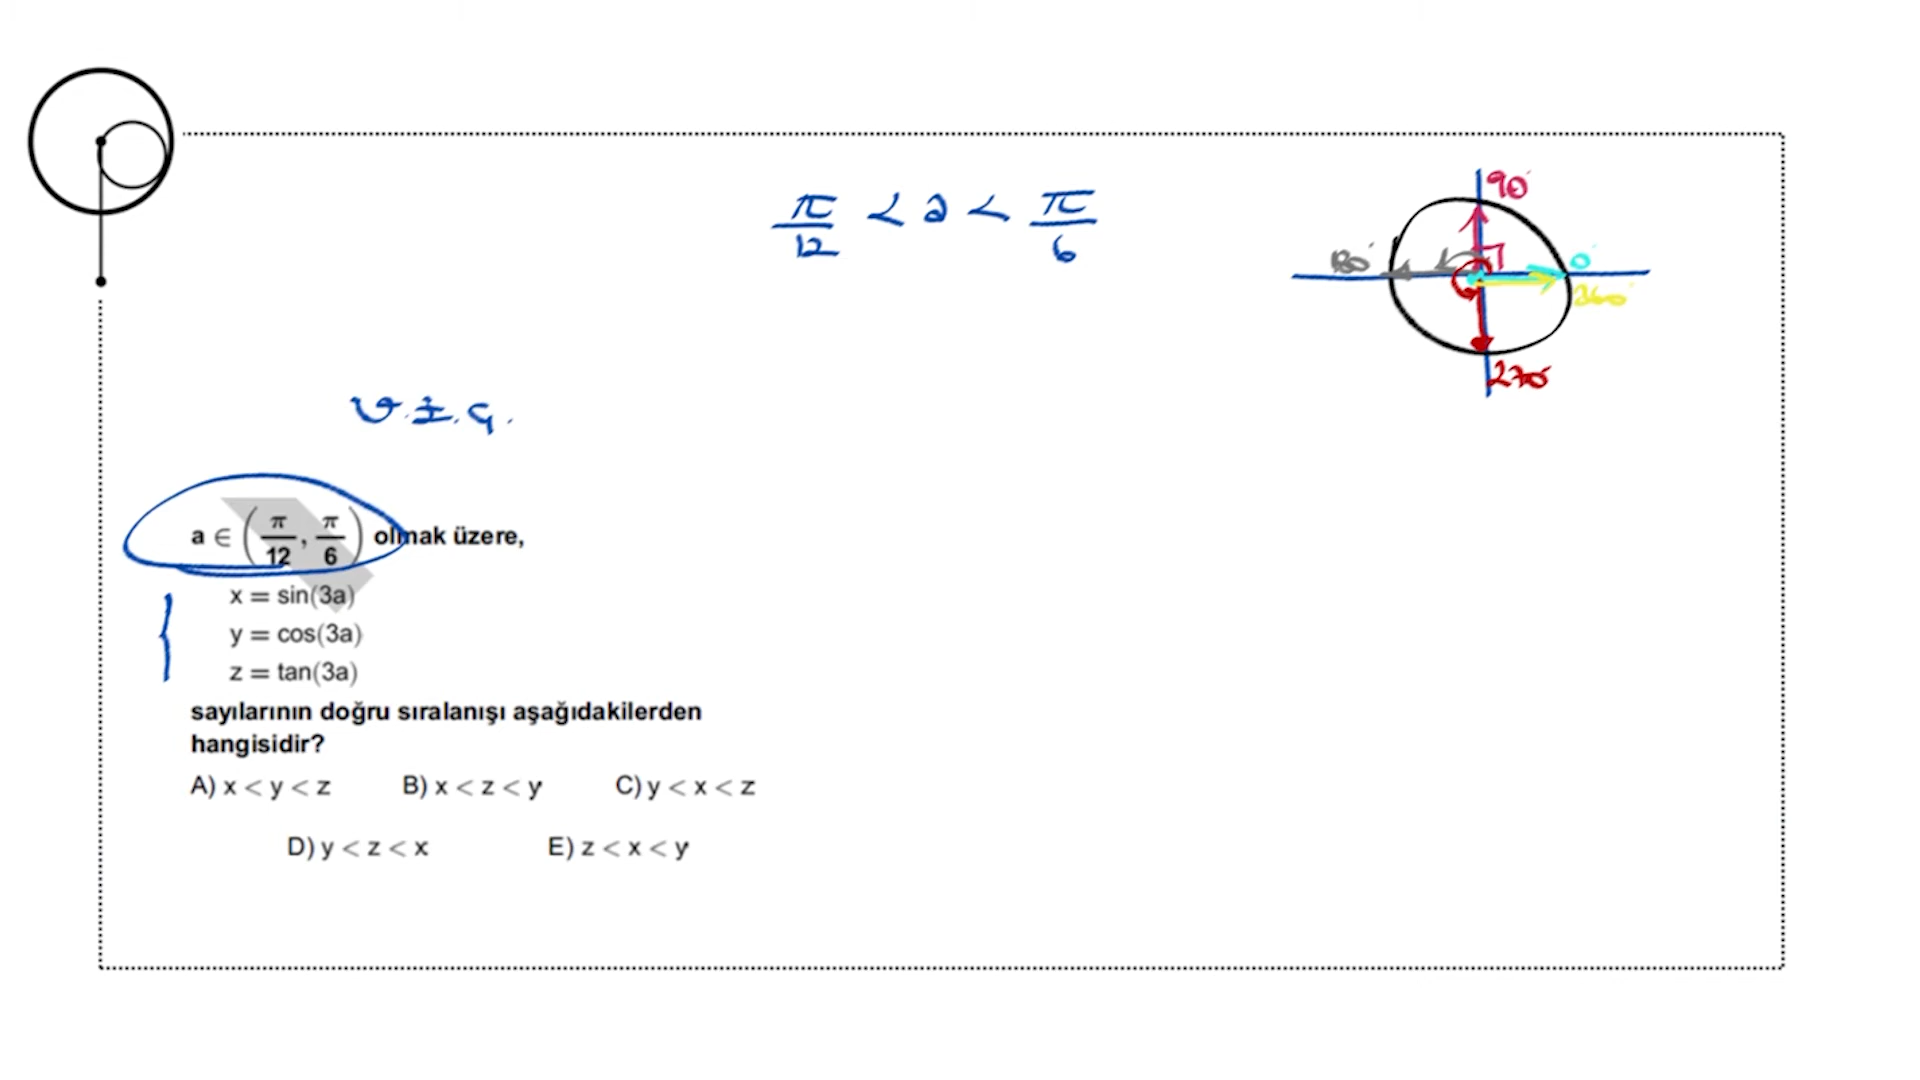 π/12 < a < π/6
90°
180°
0°
360°
270°
V.İ.Ç.
a ∈ (π/12, π/6) olmak üzere,
x = sin(3a)
y = cos(3a)
z = tan(3a)
sayılarının doğru sıralanışı aşağıdakilerden
hangisidir?
A) x < y < z B) x < z < y C) y < x < z
D) y < z < x E) z < x < y